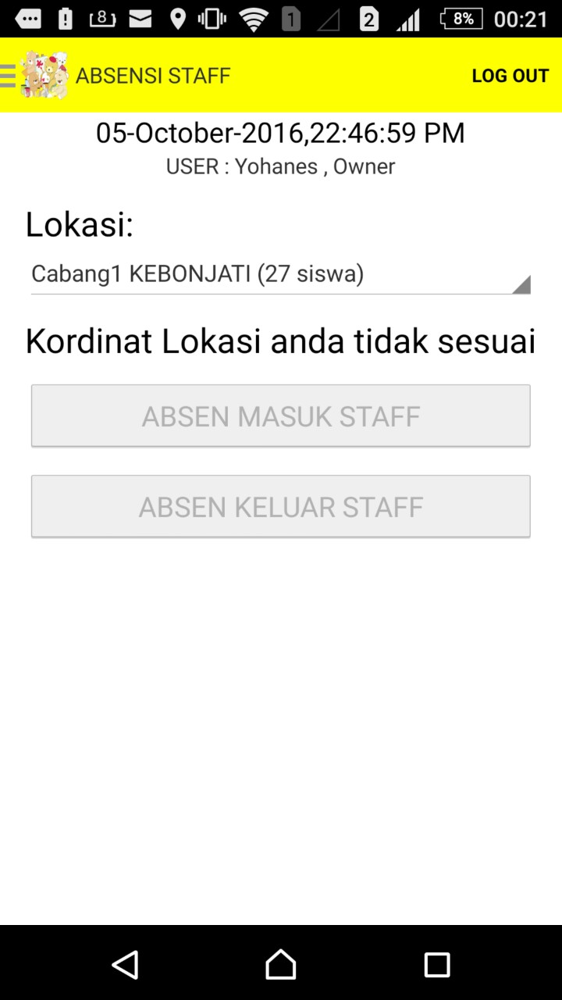 8 1 2 8% 00:21
ABSENSI STAFF LOG OUT
05-October-2016,22:46:59 PM
USER : Yohanes , Owner
Lokasi:
Cabang1 KEBONJATI (27 siswa)
Kordinat Lokasi anda tidak sesuai
ABSEN MASUK STAFF
ABSEN KELUAR STAFF